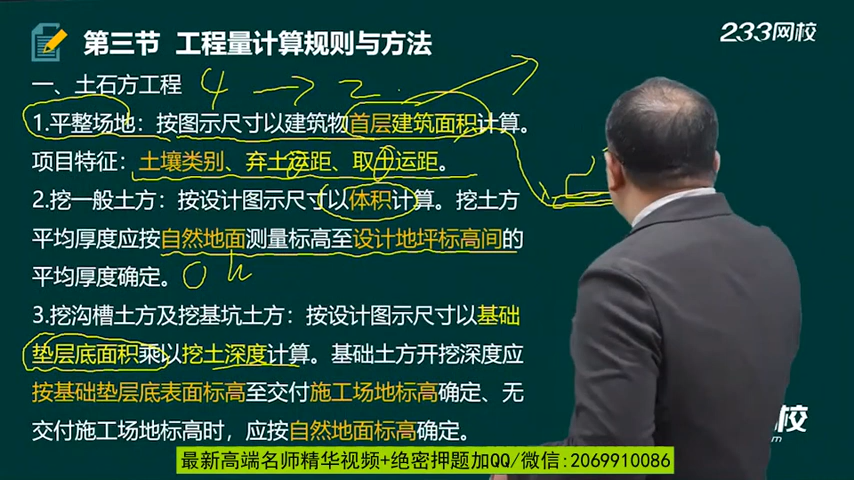 第三节 工程量计算规则与方法
233网校
一、土石方工程 4 → 2
1.平整场地：按图示尺寸以建筑物首层建筑面积计算。
项目特征：土壤类别、弃土运距、取土运距。
2.挖一般土方：按设计图示尺寸以体积计算。挖土方
平均厚度应按自然地面测量标高至设计地坪标高间的
平均厚度确定。
3.挖沟槽土方及挖基坑土方：按设计图示尺寸以基础
垫层底面积乘以挖土深度计算。基础土方开挖深度应
按基础垫层底表面标高至交付施工场地标高确定、无
交付施工场地标高时，应按自然地面标高确定。
最新高端名师精华视频+绝密押题加QQ/微信:2069910086